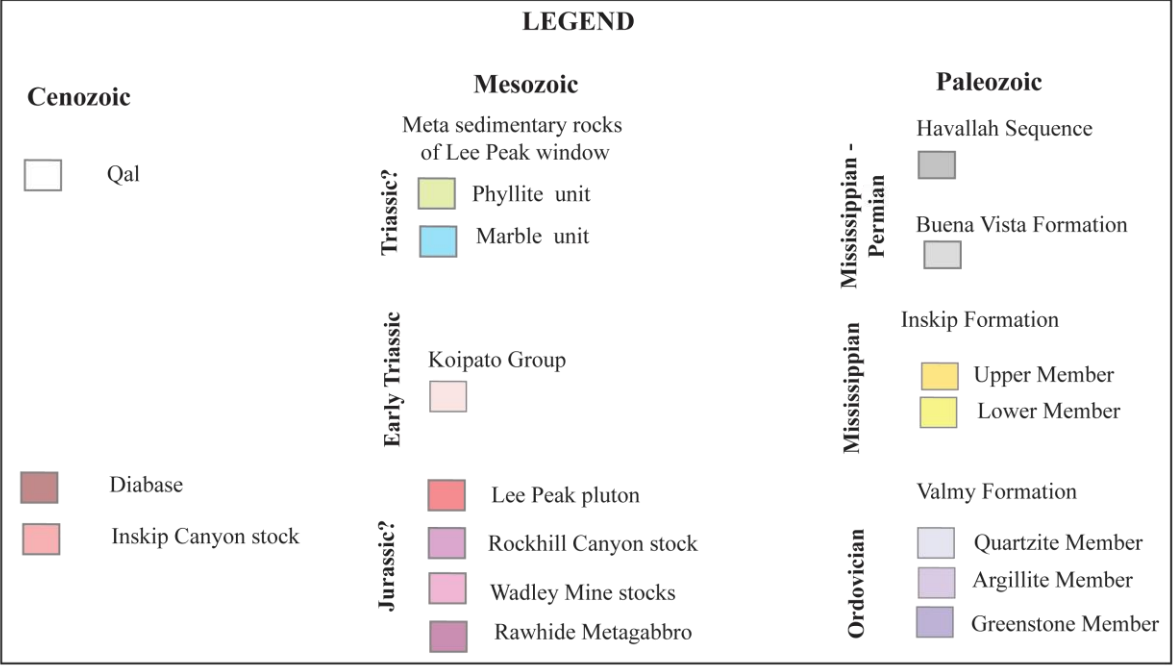 LEGEND
Cenozoic
Qal
Diabase
Inskip Canyon stock
Mesozoic
Triassic?
Meta sedimentary rocks
of Lee Peak window
Phyllite unit
Marble unit
Early Triassic
Koipato Group
Jurassic?
Lee Peak pluton
Rockhill Canyon stock
Wadley Mine stocks
Rawhide Metagabbro
Paleozoic
Mississippian -
Permian
Havallah Sequence
Buena Vista Formation
Mississippian
Inskip Formation
Upper Member
Lower Member
Ordovician
Valmy Formation
Quartzite Member
Argillite Member
Greenstone Member